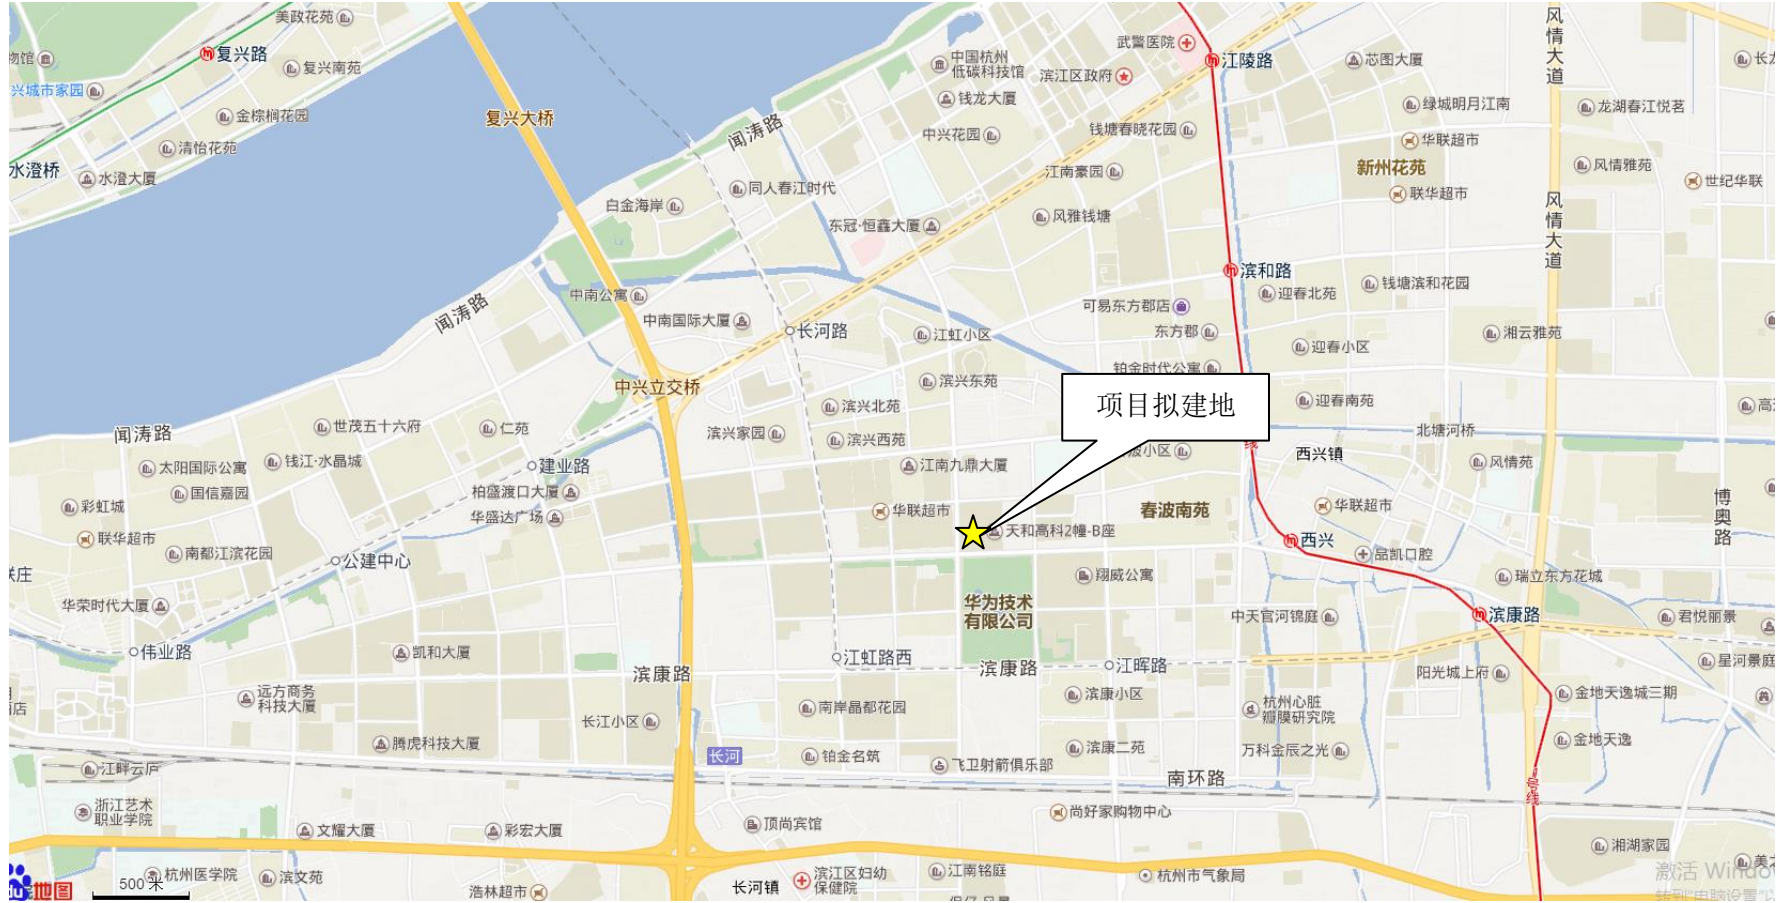 美政花苑
复兴路
复兴南苑
物馆
兴城市家园
金棕榈花园
清怡花苑
水澄桥
水澄大厦
复兴大桥
闻涛路
白金海岸
同人春江时代
东冠·恒鑫大厦
中国杭州
低碳科技馆
钱龙大厦
中兴花园
武警医院
滨江区政府
江陵路
钱塘春晓花园
江南豪园
风雅钱塘
芯图大厦
绿城明月江南
华联超市
新州花苑
联华超市
风情大道
龙湖春江悦茗
风情雅苑
世纪华联
风情大道
滨和路
迎春北苑
钱塘滨和花园
可易东方郡店
东方郡
铂金时代公寓
迎春小区
湘云雅苑
迎春南苑
中南公寓
中南国际大厦
闻涛路
长河路
江虹小区
滨兴东苑
中兴立交桥
滨兴北苑
滨兴家园
滨兴西苑
项目拟建地
江南九鼎大厦
波小区
线
西兴镇
北塘河桥
风情苑
博奥路
闻涛路
世茂五十六府
仁苑
太阳国际公寓
钱江·水晶城
国信嘉园
彩虹城
联华超市
南都江滨花园
建业路
柏盛渡口大厦
华盛达广场
公建中心
华联超市
天和高科2幢-B座
春波南苑
华联超市
西兴
品凯口腔
瑞立东方花城
翔威公寓
华为技术
有限公司
中天官河锦庭
滨康路
君悦丽景
联庄
华荣时代大厦
伟业路
凯和大厦
滨康路
江虹路西
滨康路
江晖路
阳光城上府
星河景庭
远方商务
科技大厦
长江小区
南岸晶都花园
滨康小区
杭州心脏
瓣膜研究院
金地天逸城三期
腾虎科技大厦
长河
铂金名筑
飞卫射箭俱乐部
滨康二苑
万科金辰之光
金地天逸
江畔云庐
南环路
号线
浙江艺术
职业学院
文耀大厦
彩宏大厦
顶尚宾馆
尚好家购物中心
湘湖家园
地图
500米
杭州医学院
滨文苑
浩林超市
长河镇
滨江区妇幼
保健院
江南铭庭
杭州市气象局
激活 Windo
转到"电脑设置"以